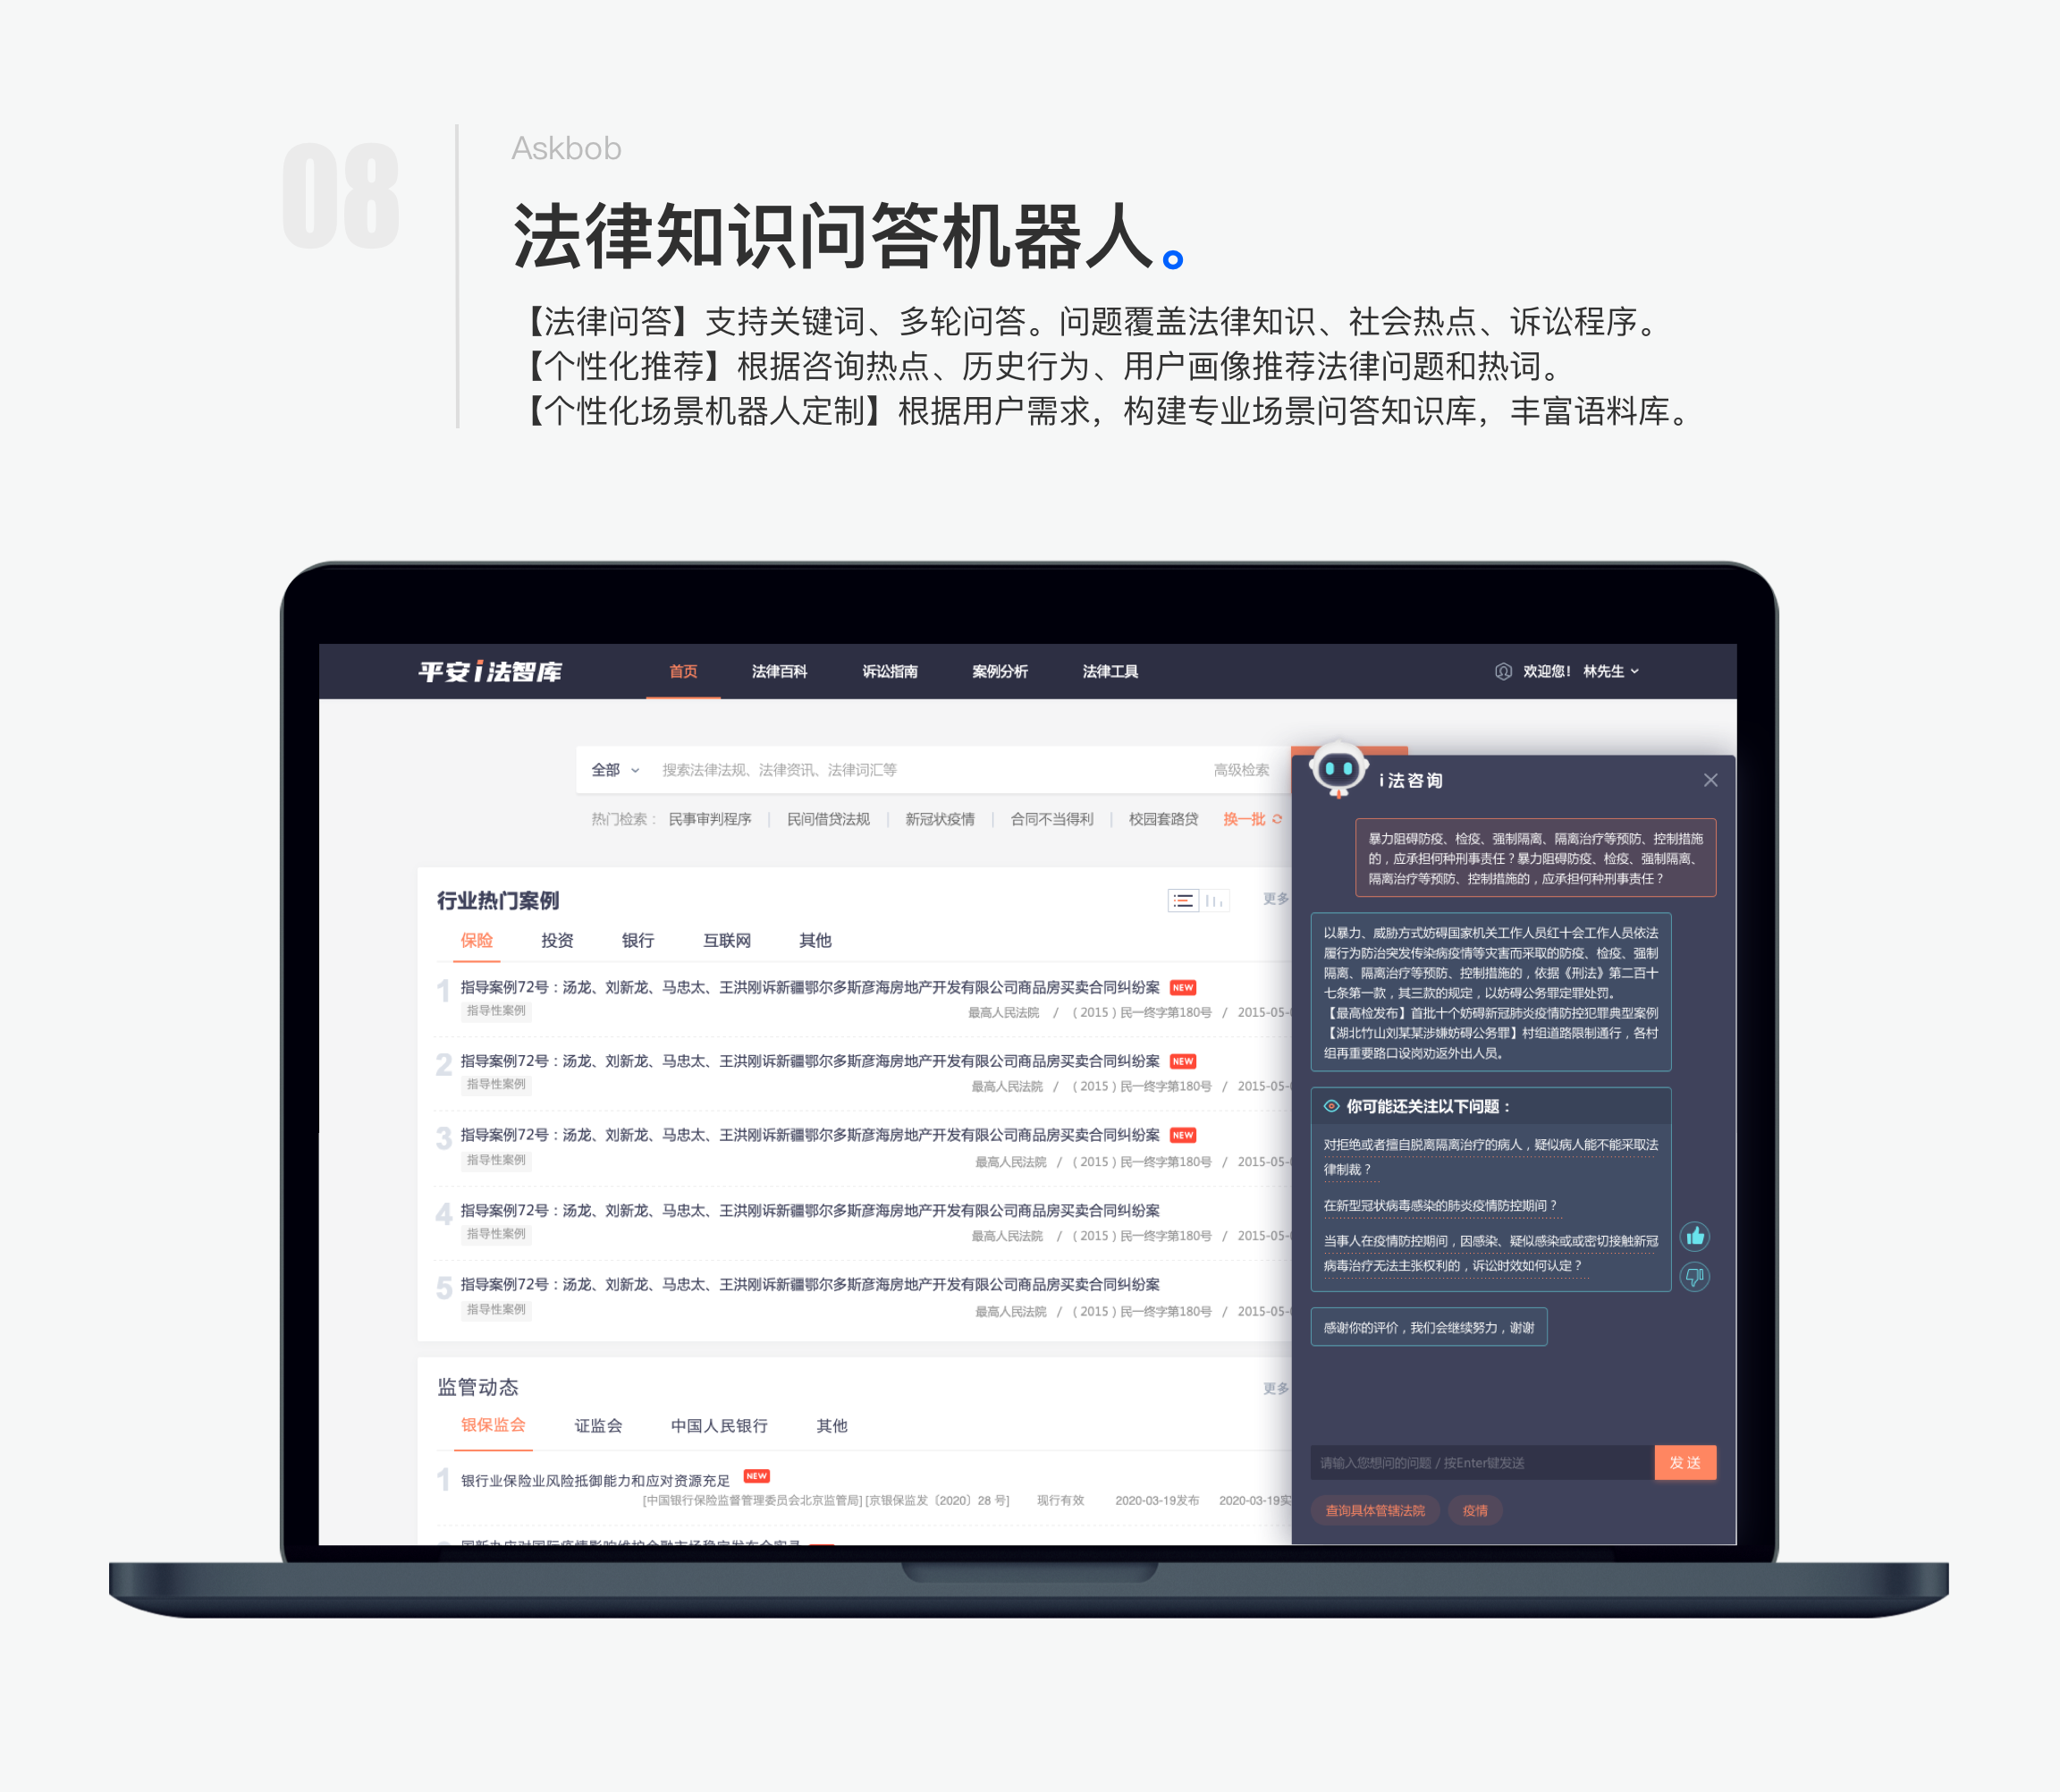 08
Askbob
法律知识问答机器人。
【法律问答】支持关键词、多轮问答。问题覆盖法律知识、社会热点、诉讼程序。
【个性化推荐】根据咨询热点、历史行为、用户画像推荐法律问题和热词。
【个性化场景机器人定制】根据用户需求，构建专业场景问答知识库，丰富语料库。
平安i法智库 首页 法律百科 诉讼指南 案例分析 法律工具 欢迎您！ 林先生
全部 搜索法律法规、法律资讯、法律词汇等 高级检索
热门检索： 民事审判程序 民间借贷法规 新冠状疫情 合同不当得利 校园套路贷 换一批
行业热门案例 更多
保险 投资 银行 互联网 其他
1 指导案例72号：汤龙、刘新龙、马忠太、王洪刚诉新疆鄂尔多斯彦海房地产开发有限公司商品房买卖合同纠纷案 NEW
指导性案例 最高人民法院 / （2015）民一终字第180号 / 2015-05-
2 指导案例72号：汤龙、刘新龙、马忠太、王洪刚诉新疆鄂尔多斯彦海房地产开发有限公司商品房买卖合同纠纷案 NEW
指导性案例 最高人民法院 / （2015）民一终字第180号 / 2015-05-
3 指导案例72号：汤龙、刘新龙、马忠太、王洪刚诉新疆鄂尔多斯彦海房地产开发有限公司商品房买卖合同纠纷案 NEW
指导性案例 最高人民法院 / （2015）民一终字第180号 / 2015-05-
4 指导案例72号：汤龙、刘新龙、马忠太、王洪刚诉新疆鄂尔多斯彦海房地产开发有限公司商品房买卖合同纠纷案
指导性案例 最高人民法院 / （2015）民一终字第180号 / 2015-05-
5 指导案例72号：汤龙、刘新龙、马忠太、王洪刚诉新疆鄂尔多斯彦海房地产开发有限公司商品房买卖合同纠纷案
指导性案例 最高人民法院 / （2015）民一终字第180号 / 2015-05-
监管动态 更多
银保监会 证监会 中国人民银行 其他
1 银行业保险业风险抵御能力和应对资源充足 NEW
[中国银行保险监督管理委员会北京监管局] [京银保监发〔2020〕28 号] 现行有效 2020-03-19发布 2020-03-19实
i法咨询
暴力阻碍防疫、检疫、强制隔离、隔离治疗等预防、控制措施
的，应承担何种刑事责任？暴力阻碍防疫、检疫、强制隔离、
隔离治疗等预防、控制措施的，应承担何种刑事责任？
以暴力、威胁方式妨碍国家机关工作人员红十会工作人员依法
履行为防治突发传染病疫情等灾害而采取的防疫、检疫、强制
隔离、隔离治疗等预防、控制措施的，依据《刑法》第二百十
七条第一款，其三款的规定，以妨碍公务罪定罪处罚。
【最高检发布】首批十个妨碍新冠肺炎疫情防控犯罪典型案例
【湖北竹山刘某某涉嫌妨碍公务罪】村组道路限制通行，各村
组再重要路口设岗劝返外出人员。
你可能还关注以下问题：
对拒绝或者擅自脱离隔离治疗的病人，疑似病人能不能采取法
律制裁？
在新型冠状病毒感染的肺炎疫情防控期间？
当事人在疫情防控期间，因感染、疑似感染或或密切接触新冠
病毒治疗无法主张权利的，诉讼时效如何认定？
感谢你的评价，我们会继续努力，谢谢
请输入您想问的问题 / 按Enter键发送 发 送
查询具体管辖法院 疫情